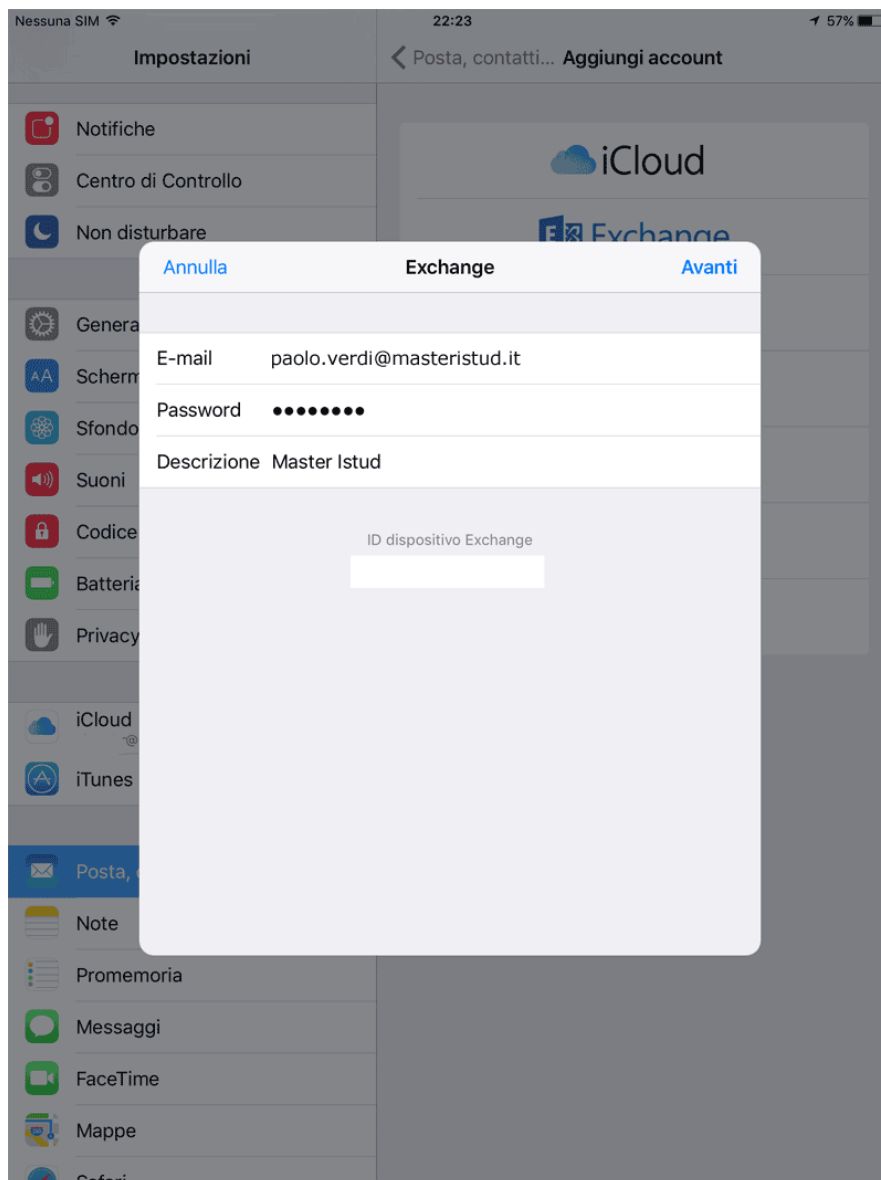 Nessuna SIM 22:23 57%
Impostazioni
Posta, contatti... Aggiungi account
Notifiche
Centro di Controllo
Non disturbare
iCloud
Exchange
Annulla Exchange Avanti
E-mail paolo.verdi@masteristud.it
Password ••••••••
Descrizione Master Istud
ID dispositivo Exchange
Genera
AA Scherm
Sfondo
Suoni
Codice
Batteria
Privacy
iCloud
@
iTunes
Posta,
Note
Promemoria
Messaggi
FaceTime
Mappe
Safari